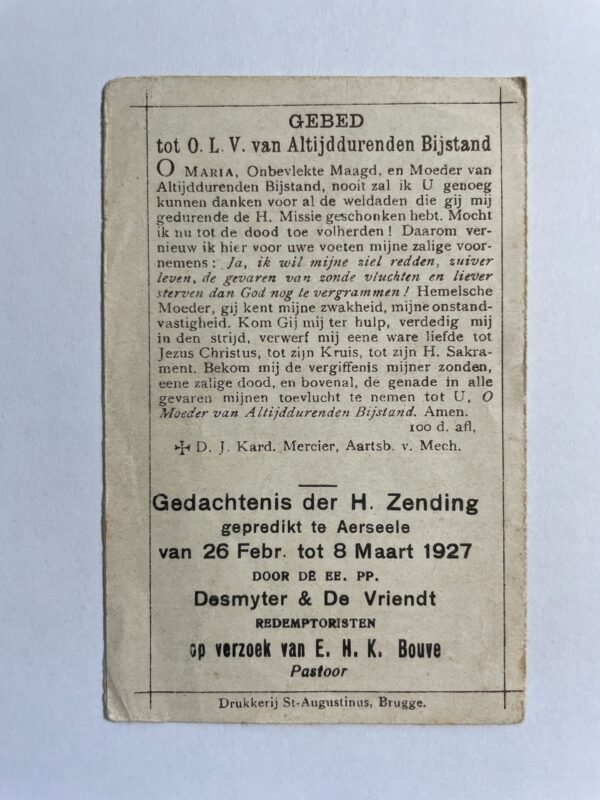 GEBED
tot O. L. V. van Altijddurenden Bijstand
O MARIA, Onbevlekte Maagd, en Moeder van
Altijddurenden Bijstand, nooit zal ik U genoeg
kunnen danken voor al de weldaden die gij mij
gedurende de H. Missie geschonken hebt. Mocht
ik nu tot de dood toe volherden ! Daarom ver-
nieuw ik hier voor uwe voeten mijne zalige voor-
nemens : Ja, ik wil mijne ziel redden, zuiver
leven, de gevaren van zonde vluchten en liever
sterven dan God nog te vergrammen ! Hemelsche
Moeder, gij kent mijne zwakheid, mijne onstand-
vastigheid. Kom Gij mij ter hulp, verdedig mij
in den strijd, verwerf mij eene ware liefde tot
Jezus Christus, tot zijn Kruis, tot zijn H. Sakra-
ment. Bekom mij de vergiffenis mijner zonden,
eene zalige dood, en bovenal, de genade in alle
gevaren mijnen toevlucht te nemen tot U, O
Moeder van Altijddurenden Bijstand. Amen.
100 d. afl,
✠ D. J. Kard. Mercier, Aartsb. v. Mech.
Gedachtenis der H. Zending
gepredikt te Aerseele
van 26 Febr. tot 8 Maart 1927
DOOR DE EE. PP.
Desmyter & De Vriendt
REDEMPTORISTEN
op verzoek van E. H. K. Bouve
Pastoor
Drukkerij St-Augustinus, Brugge.